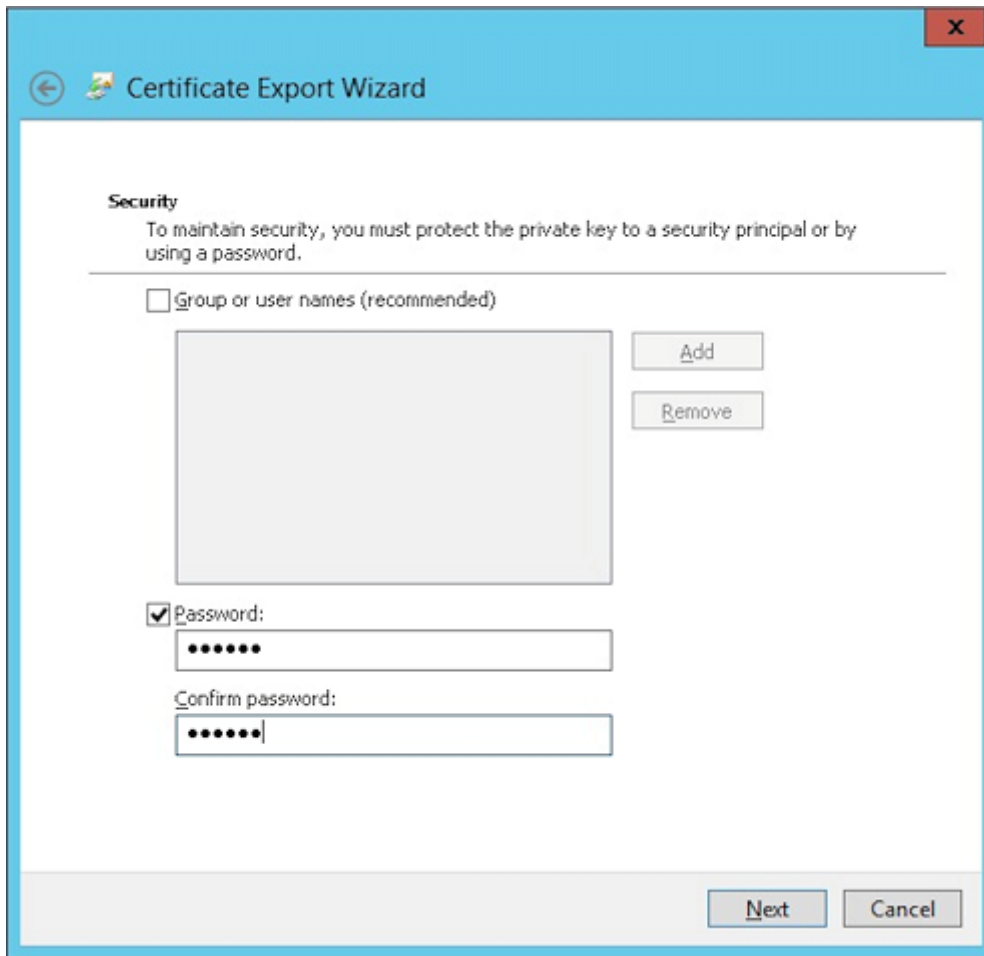 X
Certificate Export Wizard
Security
To maintain security, you must protect the private key to a security principal or by
using a password.
Group or user names (recommended)
Add
Remove
Password:
••••••
Confirm password:
••••••
Next
Cancel